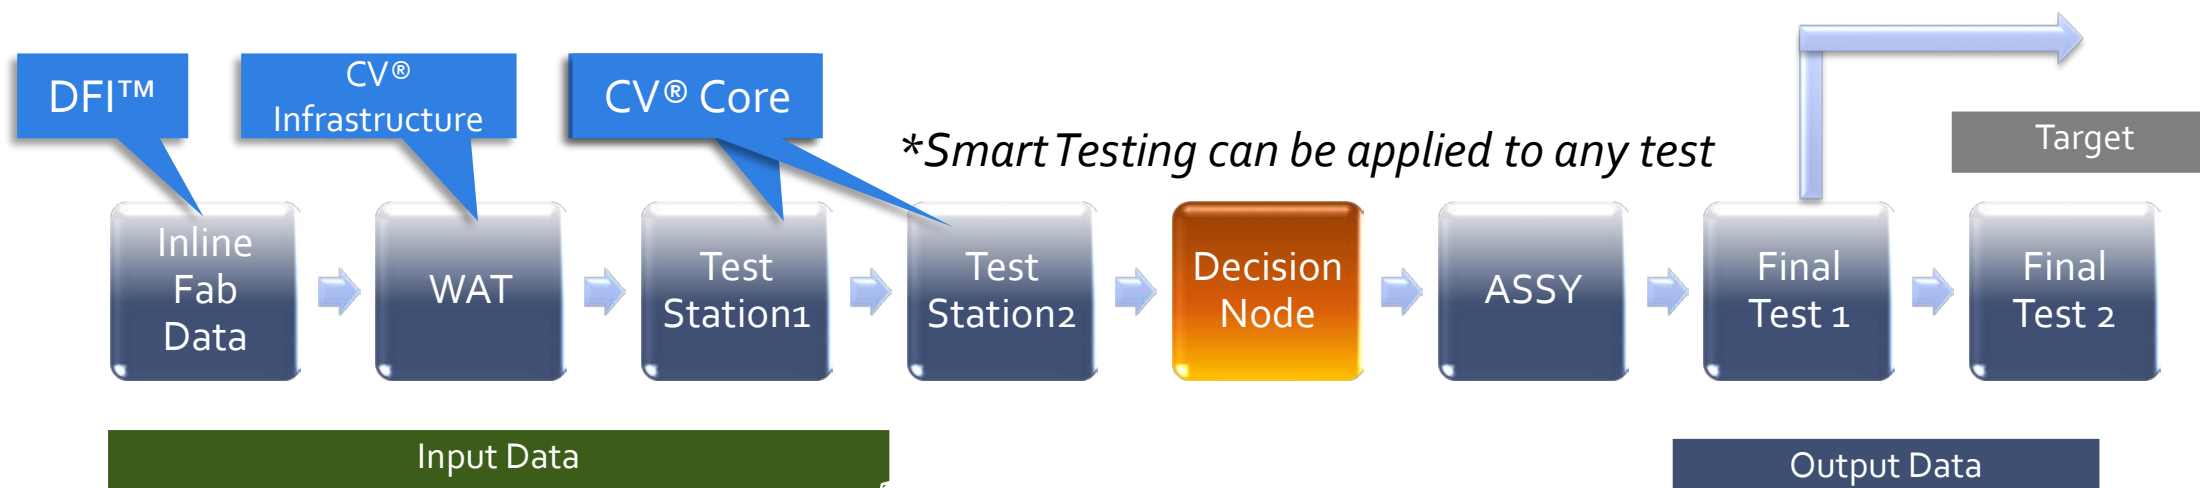 DFI™
CV®
Infrastructure
CV® Core
*Smart Testing can be applied to any test
Target
Inline
Fab
Data
WAT
Test
Station1
Test
Station2
Decision
Node
ASSY
Final
Test 1
Final
Test 2
Input Data
Output Data